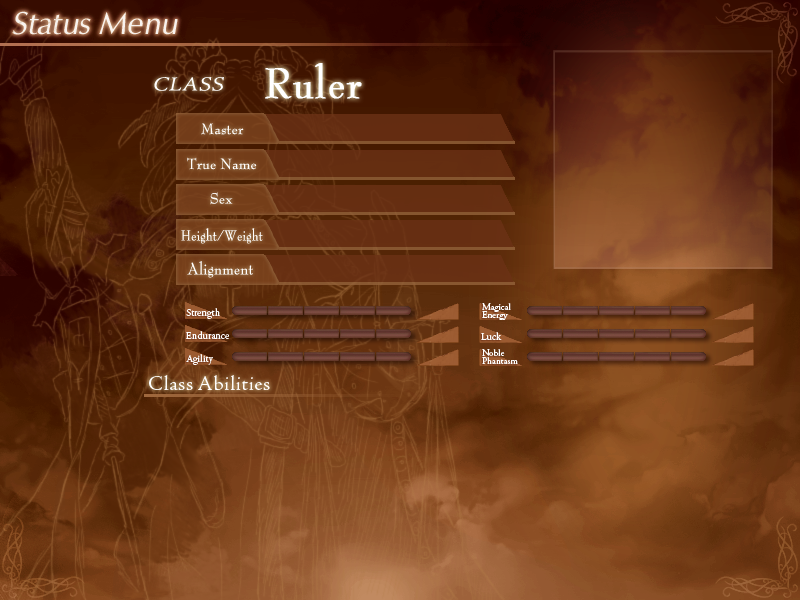 Status Menu
CLASS Ruler
Master
True Name
Sex
Height/Weight
Alignment
Strength
Endurance
Agility
Magical
Energy
Luck
Noble
Phantasm
Class Abilities